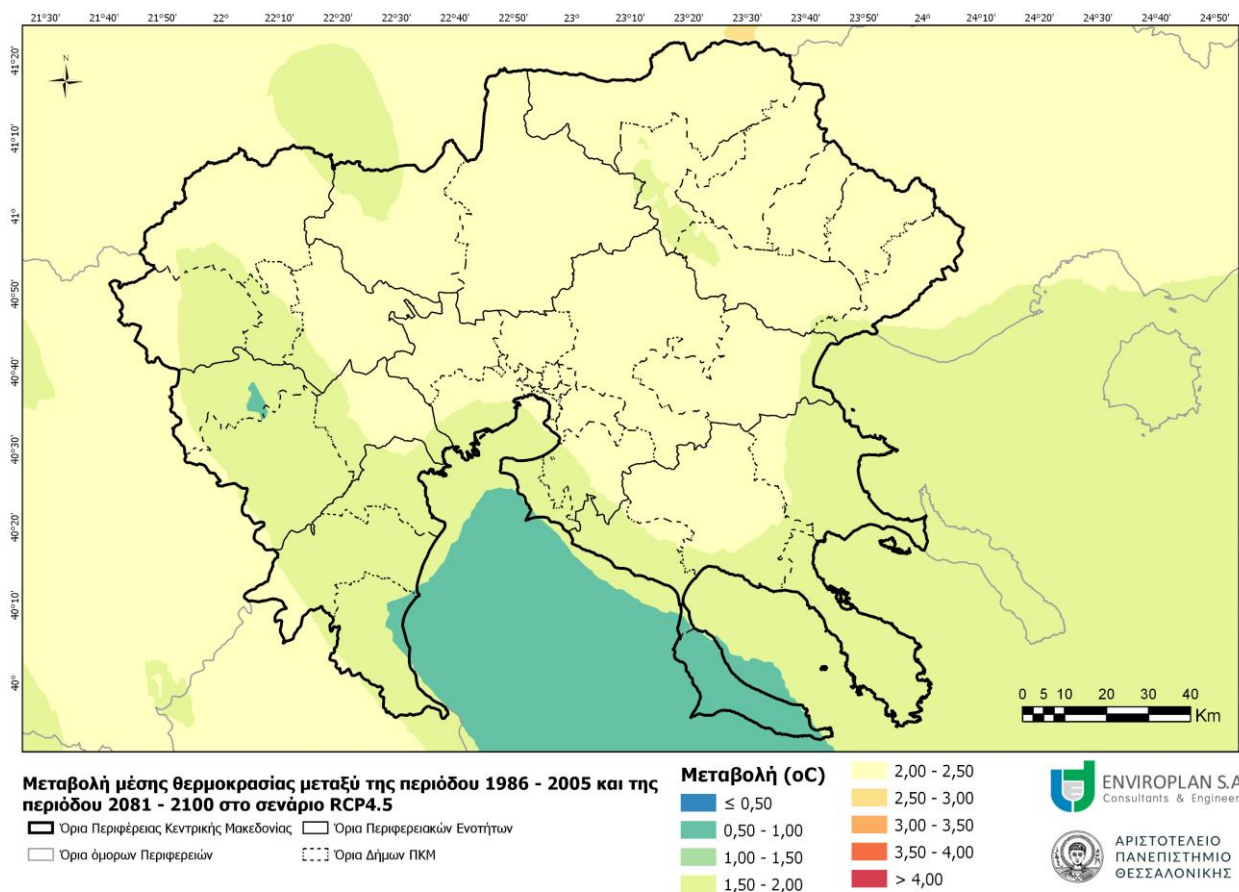 21°30' 21°40' 21°50' 22° 22°10' 22°20' 22°30' 22°40' 22°50' 23° 23°10' 23°20' 23°30' 23°40' 23°50' 24° 24°10' 24°20' 24°30' 24°40' 24°50'
41°20'
41°10'
41°
40°50'
40°40'
40°30'
40°20'
40°10'
40°
N
0 5 10 20 30 40
Km
Μεταβολή μέσης θερμοκρασίας μεταξύ της περιόδου 1986 - 2005 και της
περιόδου 2081 - 2100 στο σενάριο RCP4.5
Όρια Περιφέρειας Κεντρικής Μακεδονίας
Όρια Περιφερειακών Ενοτήτων
Όρια όμορων Περιφερειών
Όρια Δήμων ΠΚΜ
Μεταβολή (oC)
≤ 0,50
0,50 - 1,00
1,00 - 1,50
1,50 - 2,00
2,00 - 2,50
2,50 - 3,00
3,00 - 3,50
3,50 - 4,00
> 4,00
ENVIROPLAN S.A
Consultants & Engineer
ΑΡΙΣΤΟΤΕΛΕΙΟ
ΠΑΝΕΠΙΣΤΗΜΙΟ
ΘΕΣΣΑΛΟΝΙΚΗΣ